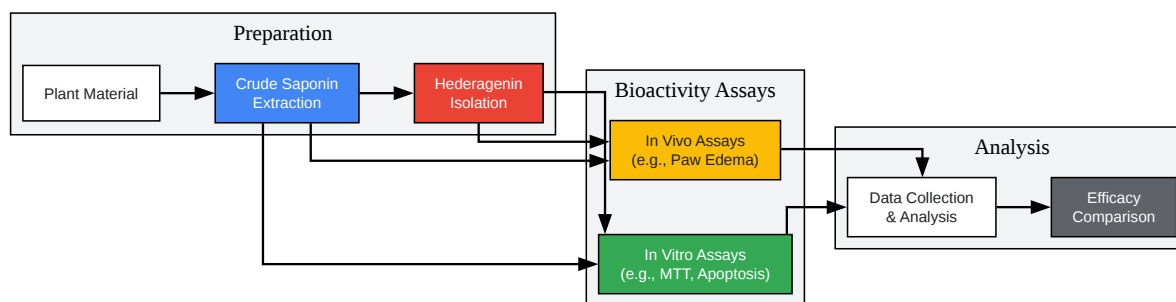 Preparation
Plant Material
Crude Saponin
Extraction
Hederagenin
Isolation
Bioactivity Assays
In Vivo Assays
(e.g., Paw Edema)
In Vitro Assays
(e.g., MTT, Apoptosis)
Analysis
Data Collection
& Analysis
Efficacy
Comparison